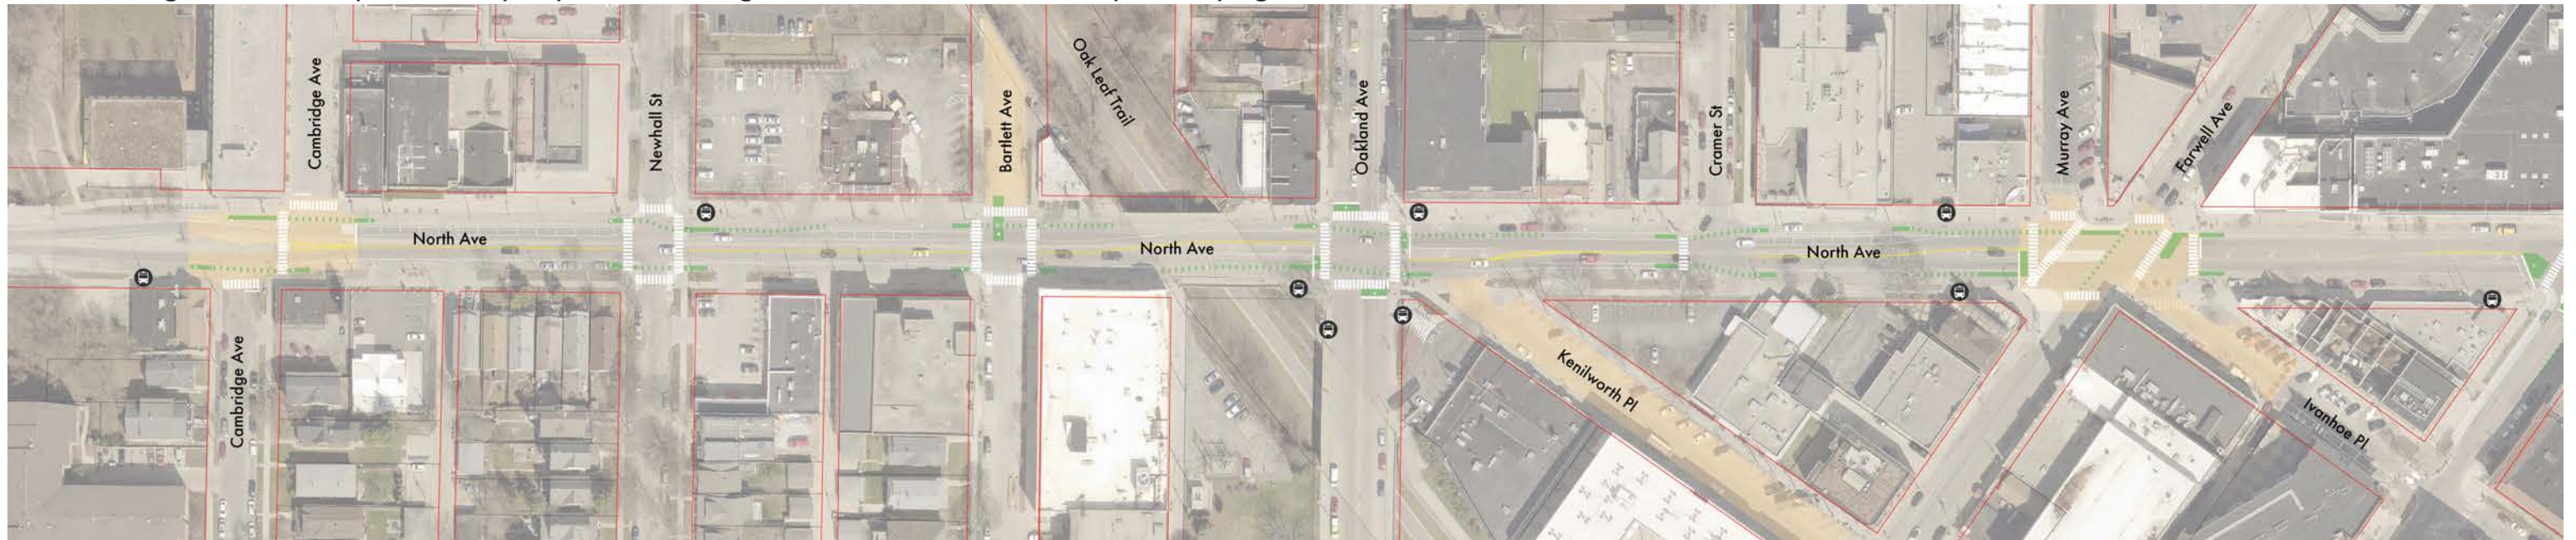 Cambridge Ave
Newhall St
Bartlett Ave
Oak Leaf Trail
Oakland Ave
Cramer St
Murray Ave
Farwell Ave
North Ave
North Ave
North Ave
Cambridge Ave
Kenilworth Pl
Ivanhoe Pl